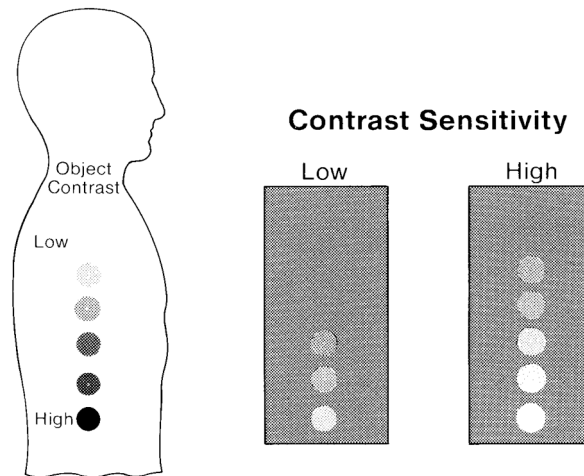 Object
Contrast
Low
High
Contrast Sensitivity
Low
High